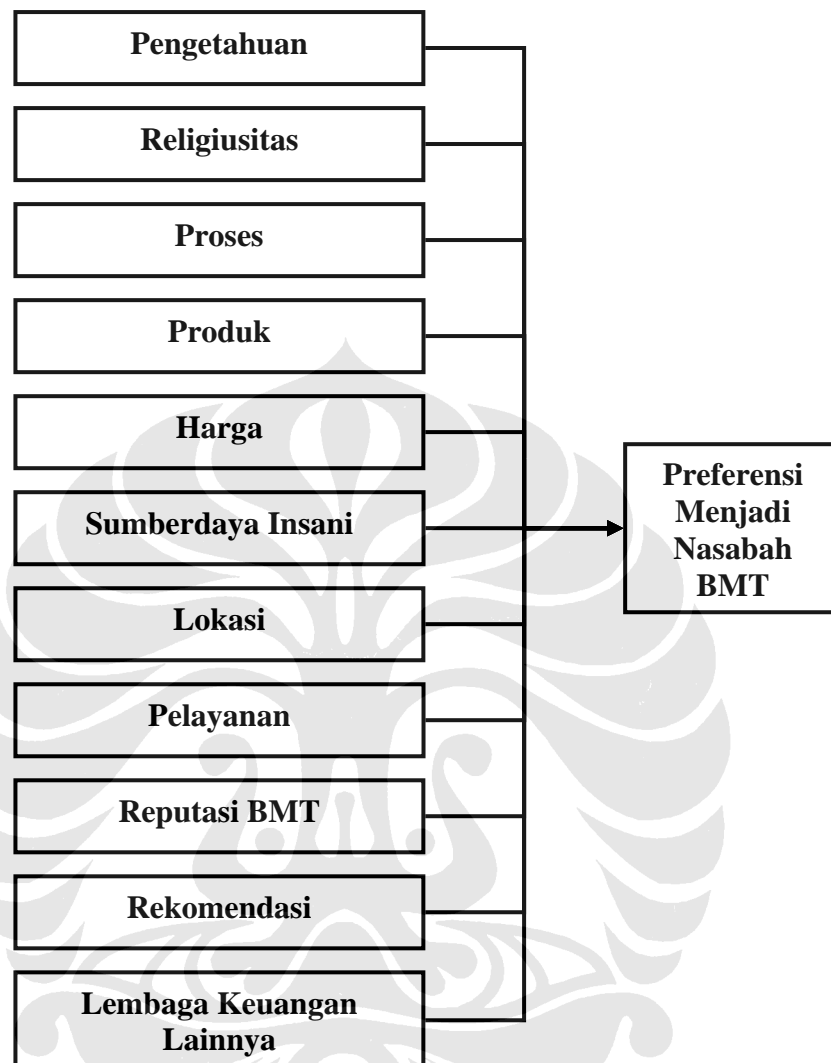 Pengetahuan
Religiusitas
Proses
Produk
Harga
Sumberdaya Insani
Lokasi
Pelayanan
Reputasi BMT
Rekomendasi
Lembaga Keuangan
Lainnya
Preferensi
Menjadi
Nasabah
BMT